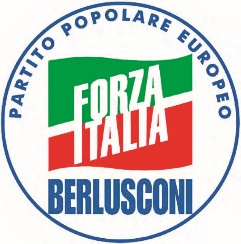 PARTITO POPOLARE EUROPEO
FORZA
ITALIA
BERLUSCONI